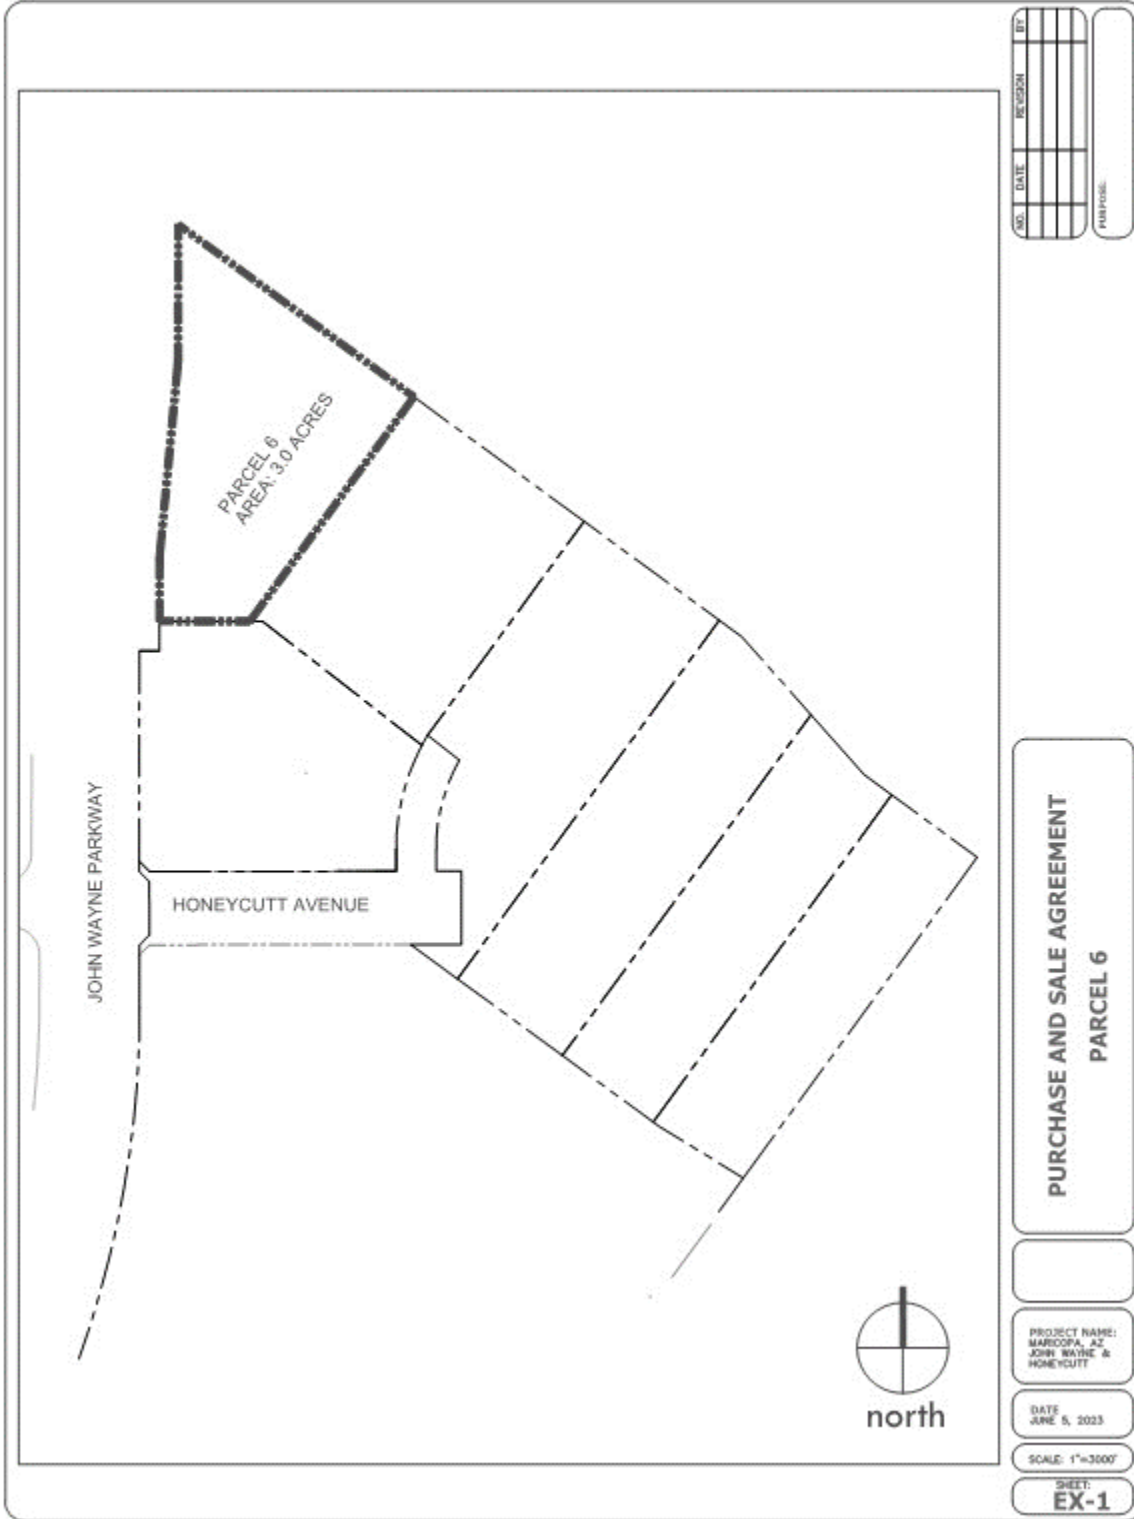 NO.
DATE
REVISION
BY
PURPOSE:
PARCEL 6
AREA: 3.0 ACRES
JOHN WAYNE PARKWAY
HONEYCUTT AVENUE
north
PURCHASE AND SALE AGREEMENT
PARCEL 6
PROJECT NAME:
MARICOPA, AZ
JOHN WAYNE &
HONEYCUTT
DATE
JUNE 5, 2023
SCALE: 1"=3000'
SHEET:
EX-1